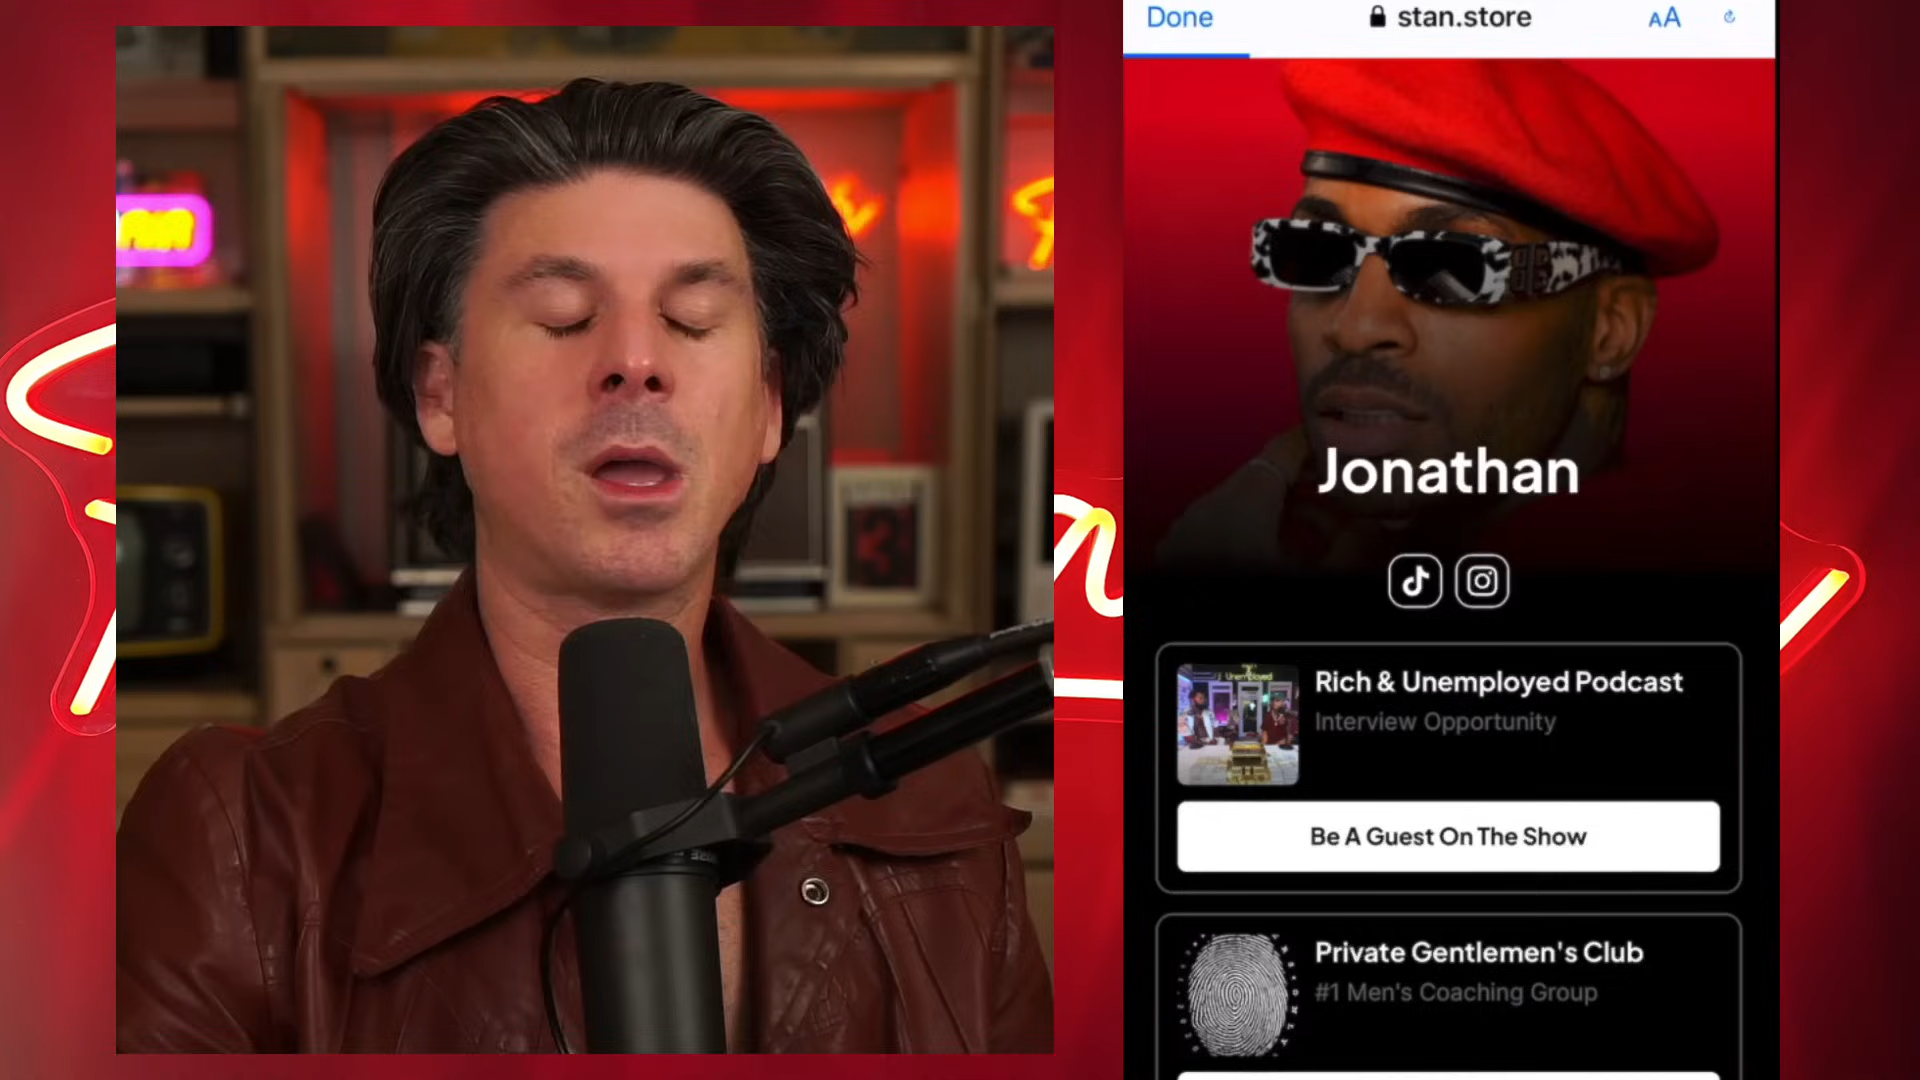 Done
stan.store
AA
Jonathan
Unemployed
Rich & Unemployed Podcast
Interview Opportunity
Be A Guest On The Show
Private Gentlemen's Club
#1 Men's Coaching Group